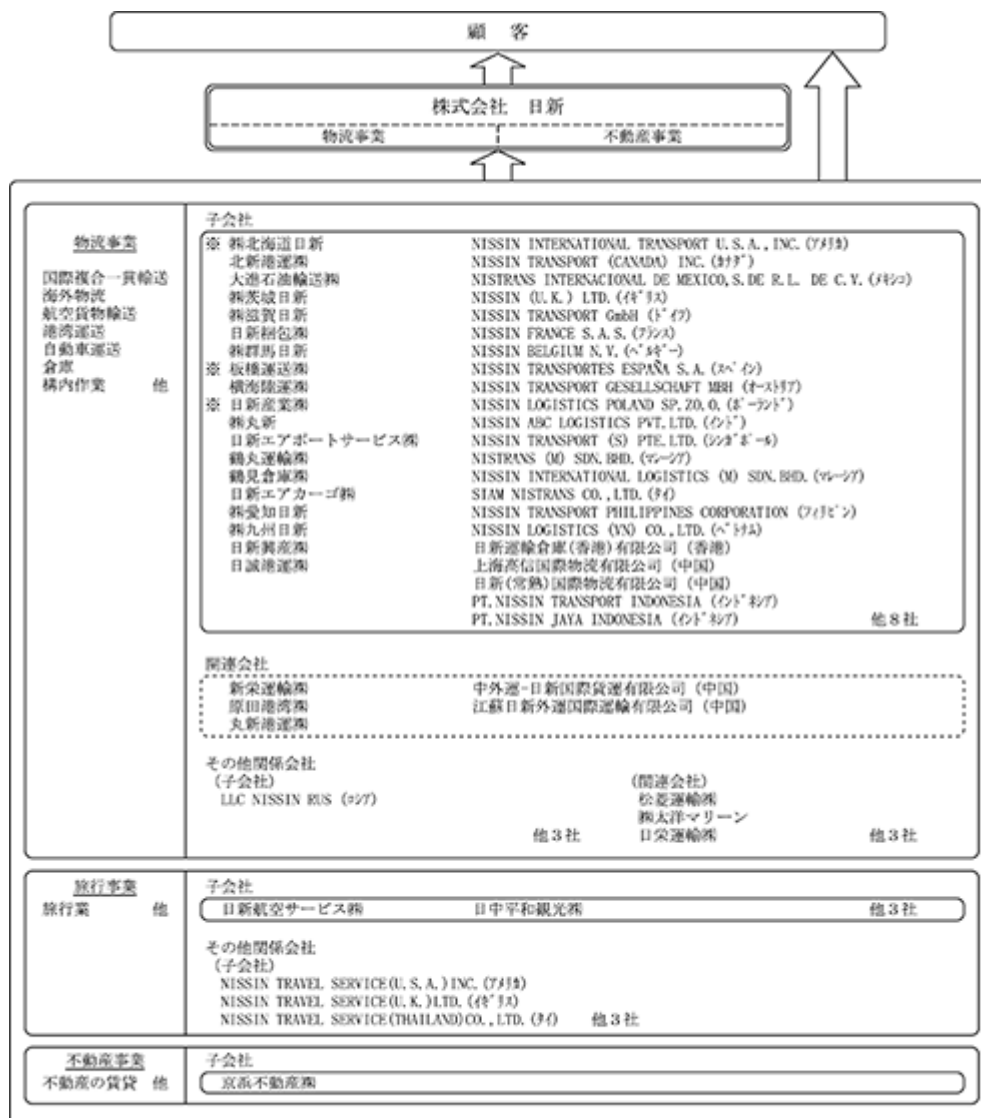 顧 客
株式会社 日新
物流事業 不動産事業
物流事業
国際複合一貫輸送
海外物流
航空貨物輸送
港湾運送
自動車運送
倉庫
構内作業 他
子会社
※ ㈱北海道日新 NISSIN INTERNATIONAL TRANSPORT U.S.A.,INC.(アメリカ)
北新港運㈱ NISSIN TRANSPORT (CANADA) INC.(カナダ)
大進石油輸送㈱ NISTRANS INTERNACIONAL DE MEXICO,S.DE R.L. DE C.V.(メキシコ)
㈱茨城日新 NISSIN (U.K.) LTD.(イギリス)
㈱滋賀日新 NISSIN TRANSPORT GmbH (ドイツ)
日新梱包㈱ NISSIN FRANCE S.A.S.(フランス)
㈱群馬日新 NISSIN BELGIUM N.V.(ベルギー)
※ 板橋運送㈱ NISSIN TRANSPORTES ESPAÑA S.A.(スペイン)
横海陸運㈱ NISSIN TRANSPORT GESELLSCHAFT MBH (オーストリア)
※ 日新産業㈱ NISSIN LOGISTICS POLAND SP.ZO.O.(ポーランド)
㈱丸新 NISSIN ABC LOGISTICS PVT.LTD.(インド)
日新エアポートサービス㈱ NISSIN TRANSPORT (S) PTE.LTD.(シンガポール)
鶴丸運輸㈱ NISTRANS (M) SDN.BHD.(マレーシア)
鶴見倉庫㈱ NISSIN INTERNATIONAL LOGISTICS (M) SDN.BHD.(マレーシア)
日新エアカーゴ㈱ SIAM NISTRANS CO.,LTD.(タイ)
㈱愛知日新 NISSIN TRANSPORT PHILIPPINES CORPORATION (フィリピン)
㈱九州日新 NISSIN LOGISTICS (VN) CO.,LTD.(ベトナム)
日新興産㈱ 日新運輸倉庫(香港)有限公司 (香港)
日誠港運㈱ 上海高信国際物流有限公司 (中国)
日新(常熟)国際物流有限公司 (中国)
PT.NISSIN TRANSPORT INDONESIA (インドネシア)
PT.NISSIN JAYA INDONESIA (インドネシア) 他8社
関連会社
新栄運輸㈱ 中外運-日新国際貨運有限公司 (中国)
原田港湾㈱ 江蘇日新外運国際運輸有限公司 (中国)
丸新港運㈱
その他関係会社
(子会社) (関連会社)
LLC NISSIN RUS (ロシア) 松菱運輸㈱
㈱太洋マリーン
他3社 日栄運輸㈱ 他3社
旅行事業
旅行業 他
子会社
日新航空サービス㈱ 日中平和観光㈱ 他3社
その他関係会社
(子会社)
NISSIN TRAVEL SERVICE(U.S.A.)INC.(アメリカ)
NISSIN TRAVEL SERVICE(U.K.)LTD.(イギリス)
NISSIN TRAVEL SERVICE(THAILAND)CO.,LTD.(タイ) 他3社
不動産事業
不動産の賃貸 他
子会社
京浜不動産㈱